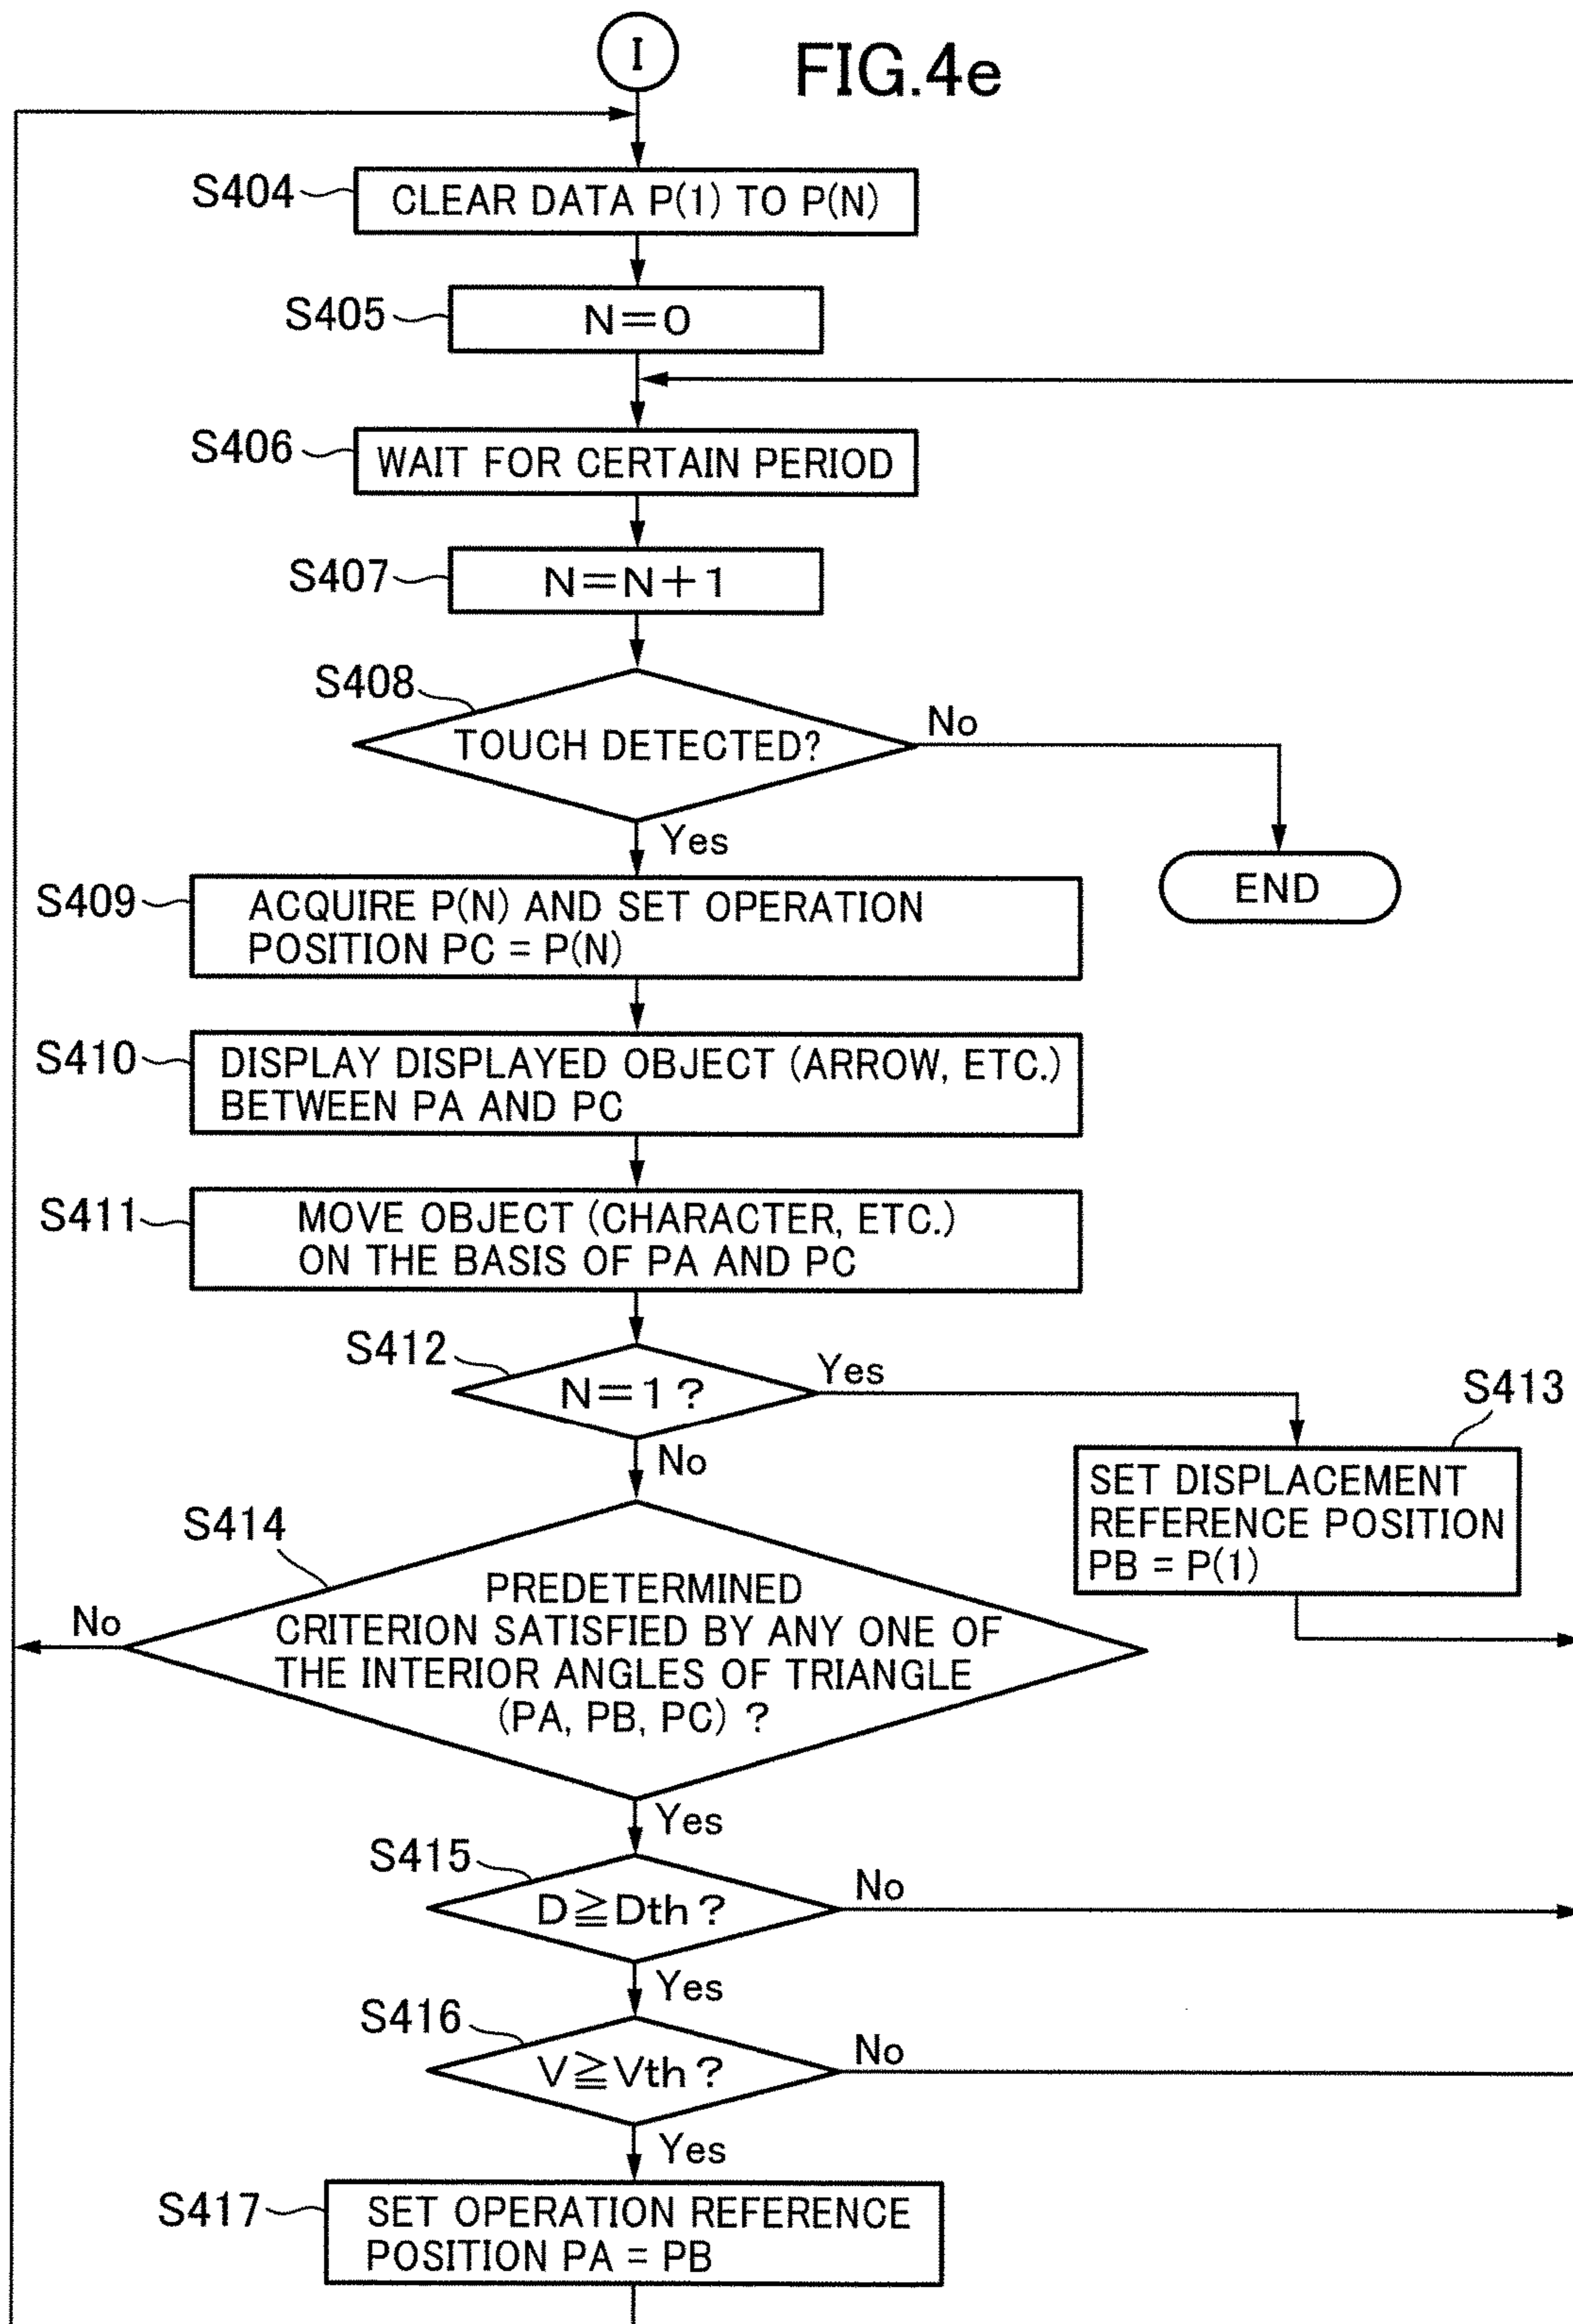 I
FIG.4e
S404
CLEAR DATA P(1) TO P(N)
S405
N=0
S406
WAIT FOR CERTAIN PERIOD
S407
N=N+1
S408
TOUCH DETECTED?
No
Yes
END
S409
ACQUIRE P(N) AND SET OPERATION
POSITION PC = P(N)
S410
DISPLAY DISPLAYED OBJECT (ARROW, ETC.)
BETWEEN PA AND PC
S411
MOVE OBJECT (CHARACTER, ETC.)
ON THE BASIS OF PA AND PC
S412
N=1?
Yes
No
S413
SET DISPLACEMENT
REFERENCE POSITION
PB = P(1)
S414
PREDETERMINED
CRITERION SATISFIED BY ANY ONE OF
THE INTERIOR ANGLES OF TRIANGLE
(PA, PB, PC) ?
No
Yes
S415
D≧Dth?
No
Yes
S416
V≧Vth?
No
Yes
S417
SET OPERATION REFERENCE
POSITION PA = PB